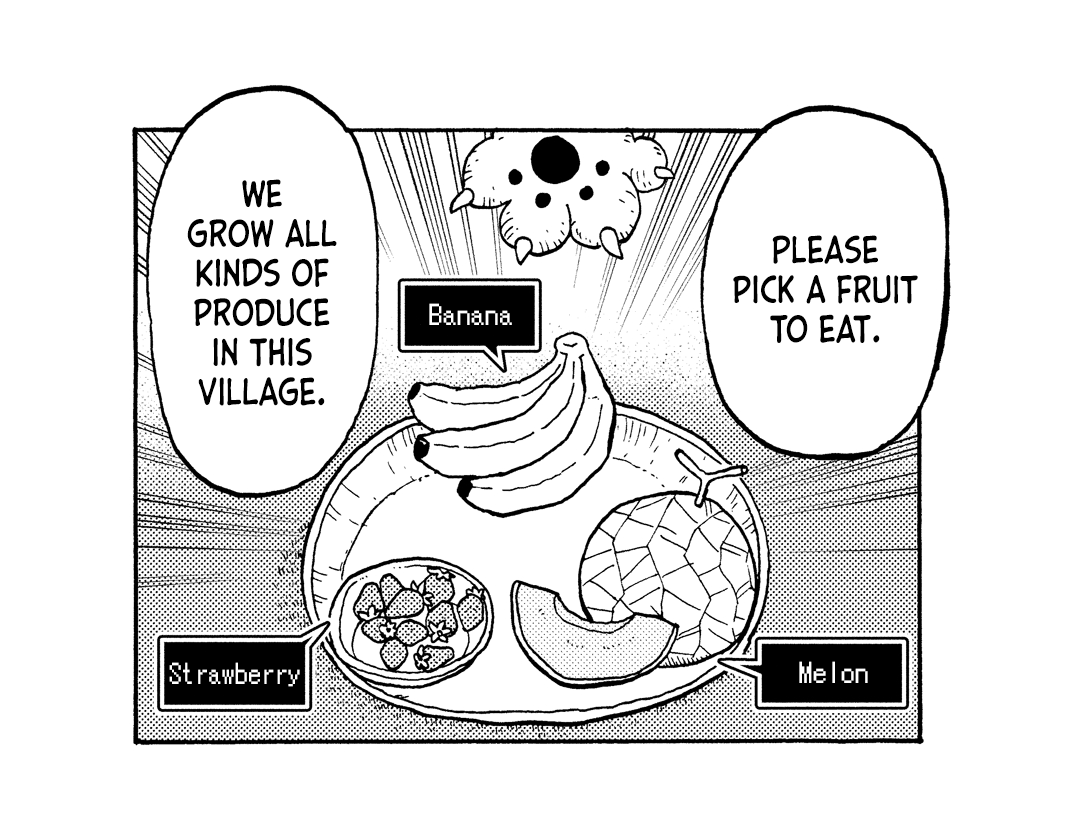 PLEASE
PICK A FRUIT
TO EAT.
WE
GROW ALL
KINDS OF
PRODUCE
IN THIS
VILLAGE.
Banana
Strawberry
Melon